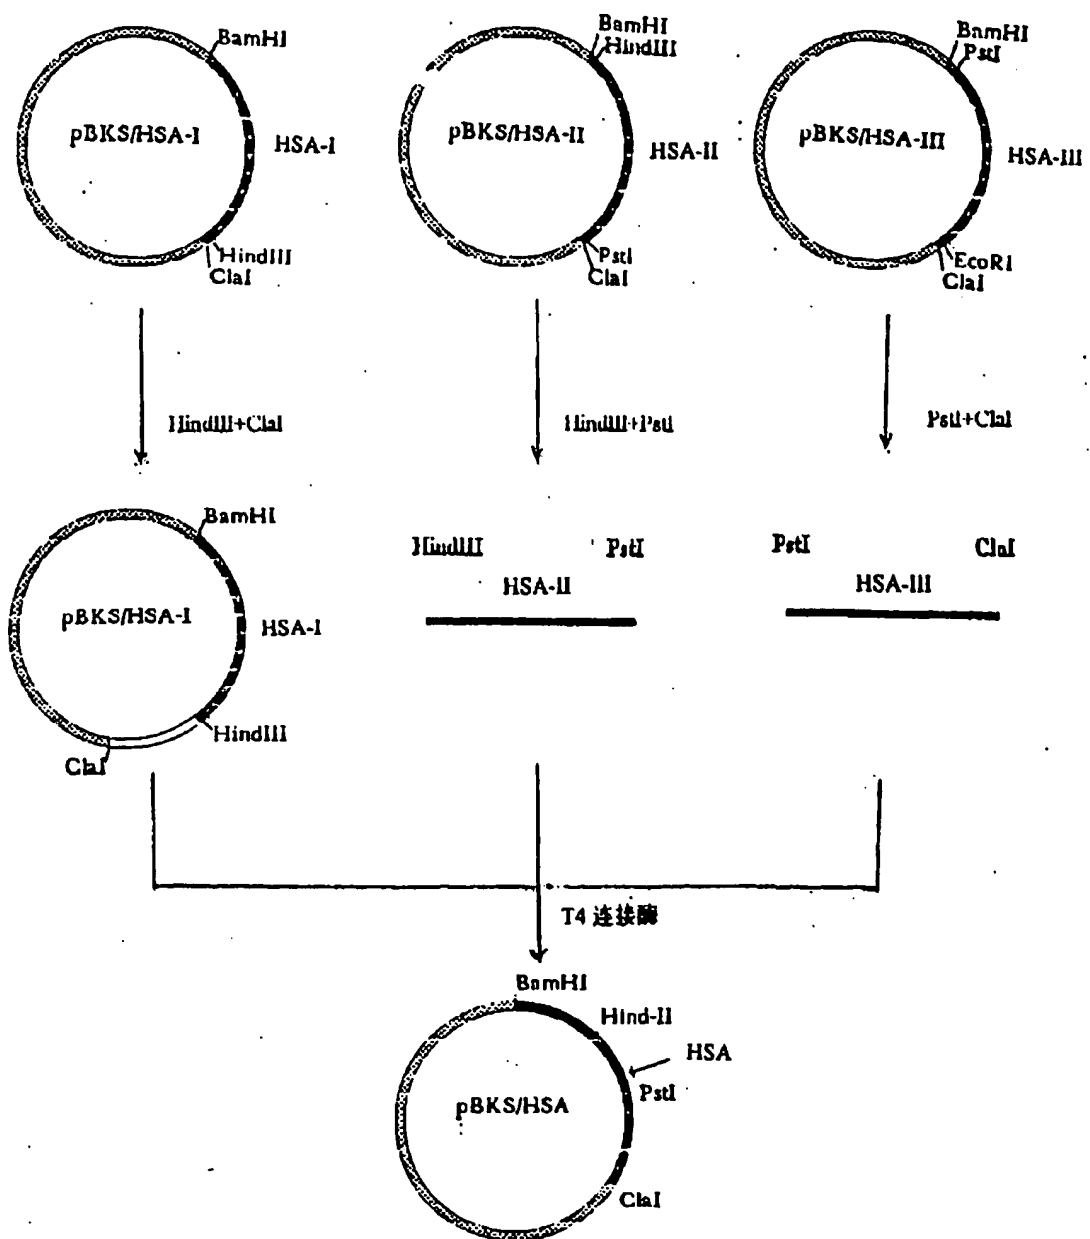 BamHI
pBKS/HSA-I
HSA-I
HindIII
ClaI
BamHI
HindIII
pBKS/HSA-II
HSA-II
PstI
ClaI
BamHI
PstI
pBKS/HSA-III
HSA-III
EcoRI
ClaI
HindIII+ClaI
HindIII+PstI
PstI+ClaI
BamHI
pBKS/HSA-I
HSA-I
HindIII
ClaI
HindIII PstI
HSA-II
PstI ClaI
HSA-III
T4 连接酶
BamHI
Hind-II
HSA
PstI
pBKS/HSA
ClaI